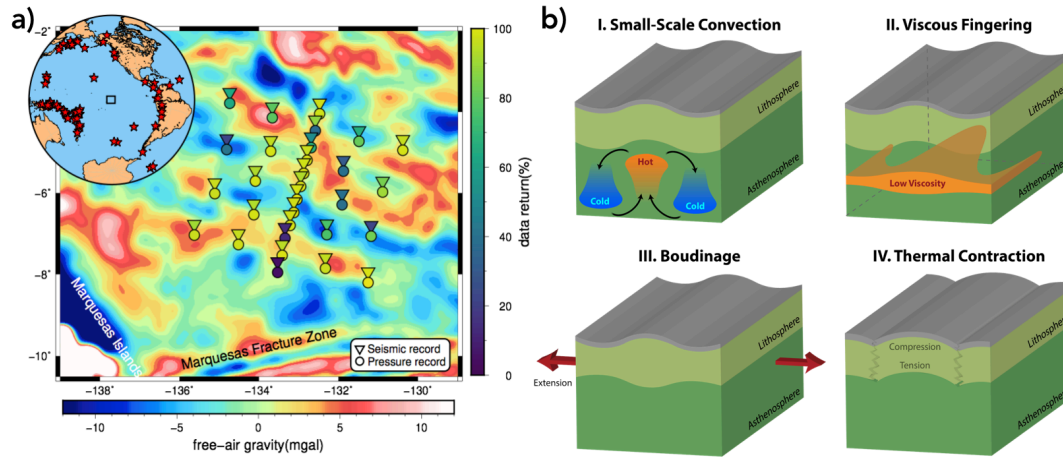 a)
−2°
−4°
−6°
−8°
−10°
−138°
−136°
−134°
−132°
−130°
Marquesas Islands
Marquesas Fracture Zone
Seismic record
Pressure record
100
80
60
40
20
0
data return(%)
−10
−5
0
5
10
free-air gravity(mgal)
b)
I. Small-Scale Convection
Lithosphere
Asthenosphere
Hot
Cold
Cold
II. Viscous Fingering
Lithosphere
Asthenosphere
Low Viscosity
III. Boudinage
Lithosphere
Asthenosphere
Extension
IV. Thermal Contraction
Lithosphere
Asthenosphere
Compression
Tension